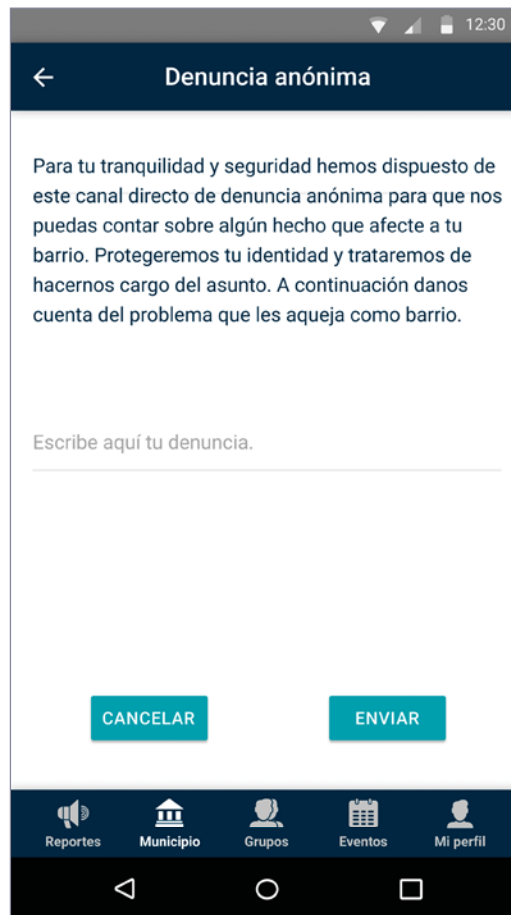 12:30
Denuncia anónima
Para tu tranquilidad y seguridad hemos dispuesto de
este canal directo de denuncia anónima para que nos
puedas contar sobre algún hecho que afecte a tu
barrio. Protegeremos tu identidad y trataremos de
hacernos cargo del asunto. A continuación danos
cuenta del problema que les aqueja como barrio.
Escribe aquí tu denuncia.
CANCELAR ENVIAR
Reportes Municipio Grupos Eventos Mi perfil